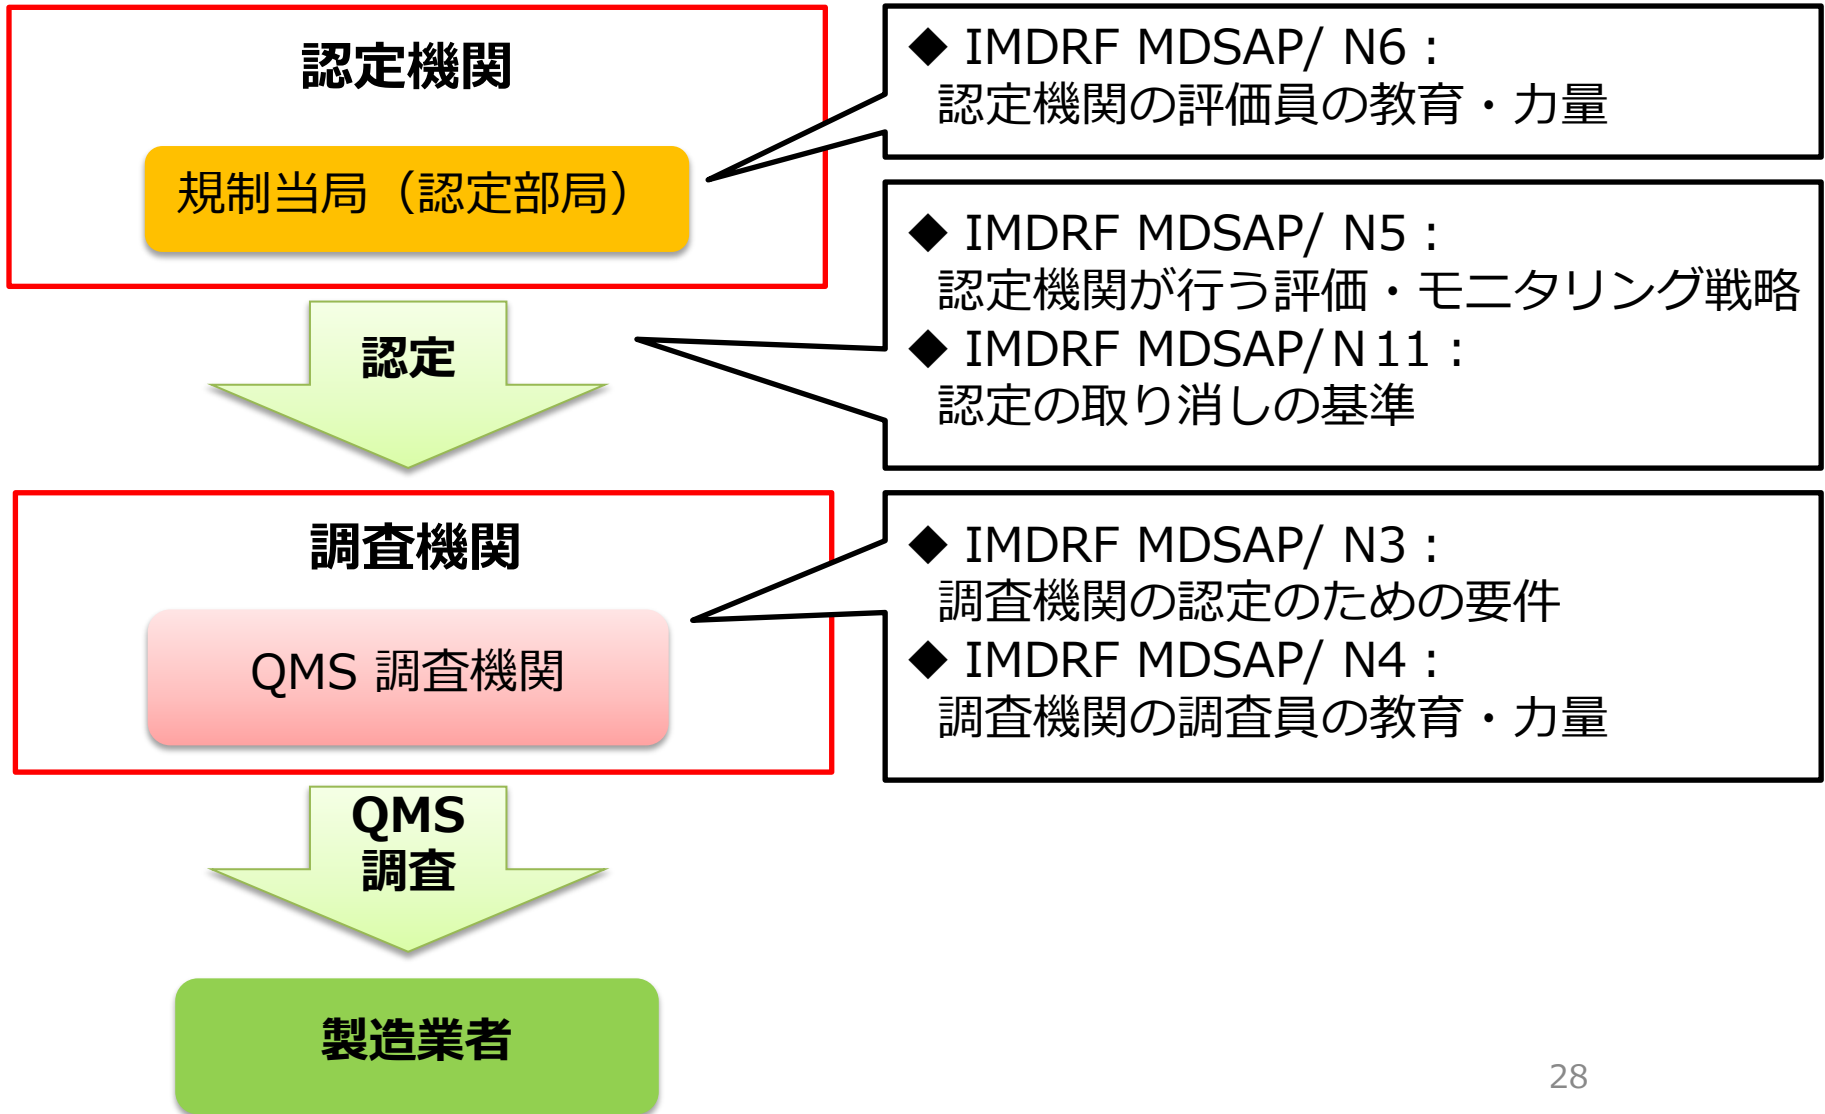 認定機関
規制当局（認定部局）
◆ IMDRF MDSAP/ N6：
認定機関の評価員の教育・力量
認定
◆ IMDRF MDSAP/ N5：
認定機関が行う評価・モニタリング戦略
◆ IMDRF MDSAP/Ｎ11：
認定の取り消しの基準
調査機関
QMS 調査機関
◆ IMDRF MDSAP/ N3：
調査機関の認定のための要件
◆ IMDRF MDSAP/ N4：
調査機関の調査員の教育・力量
QMS
調査
製造業者
28